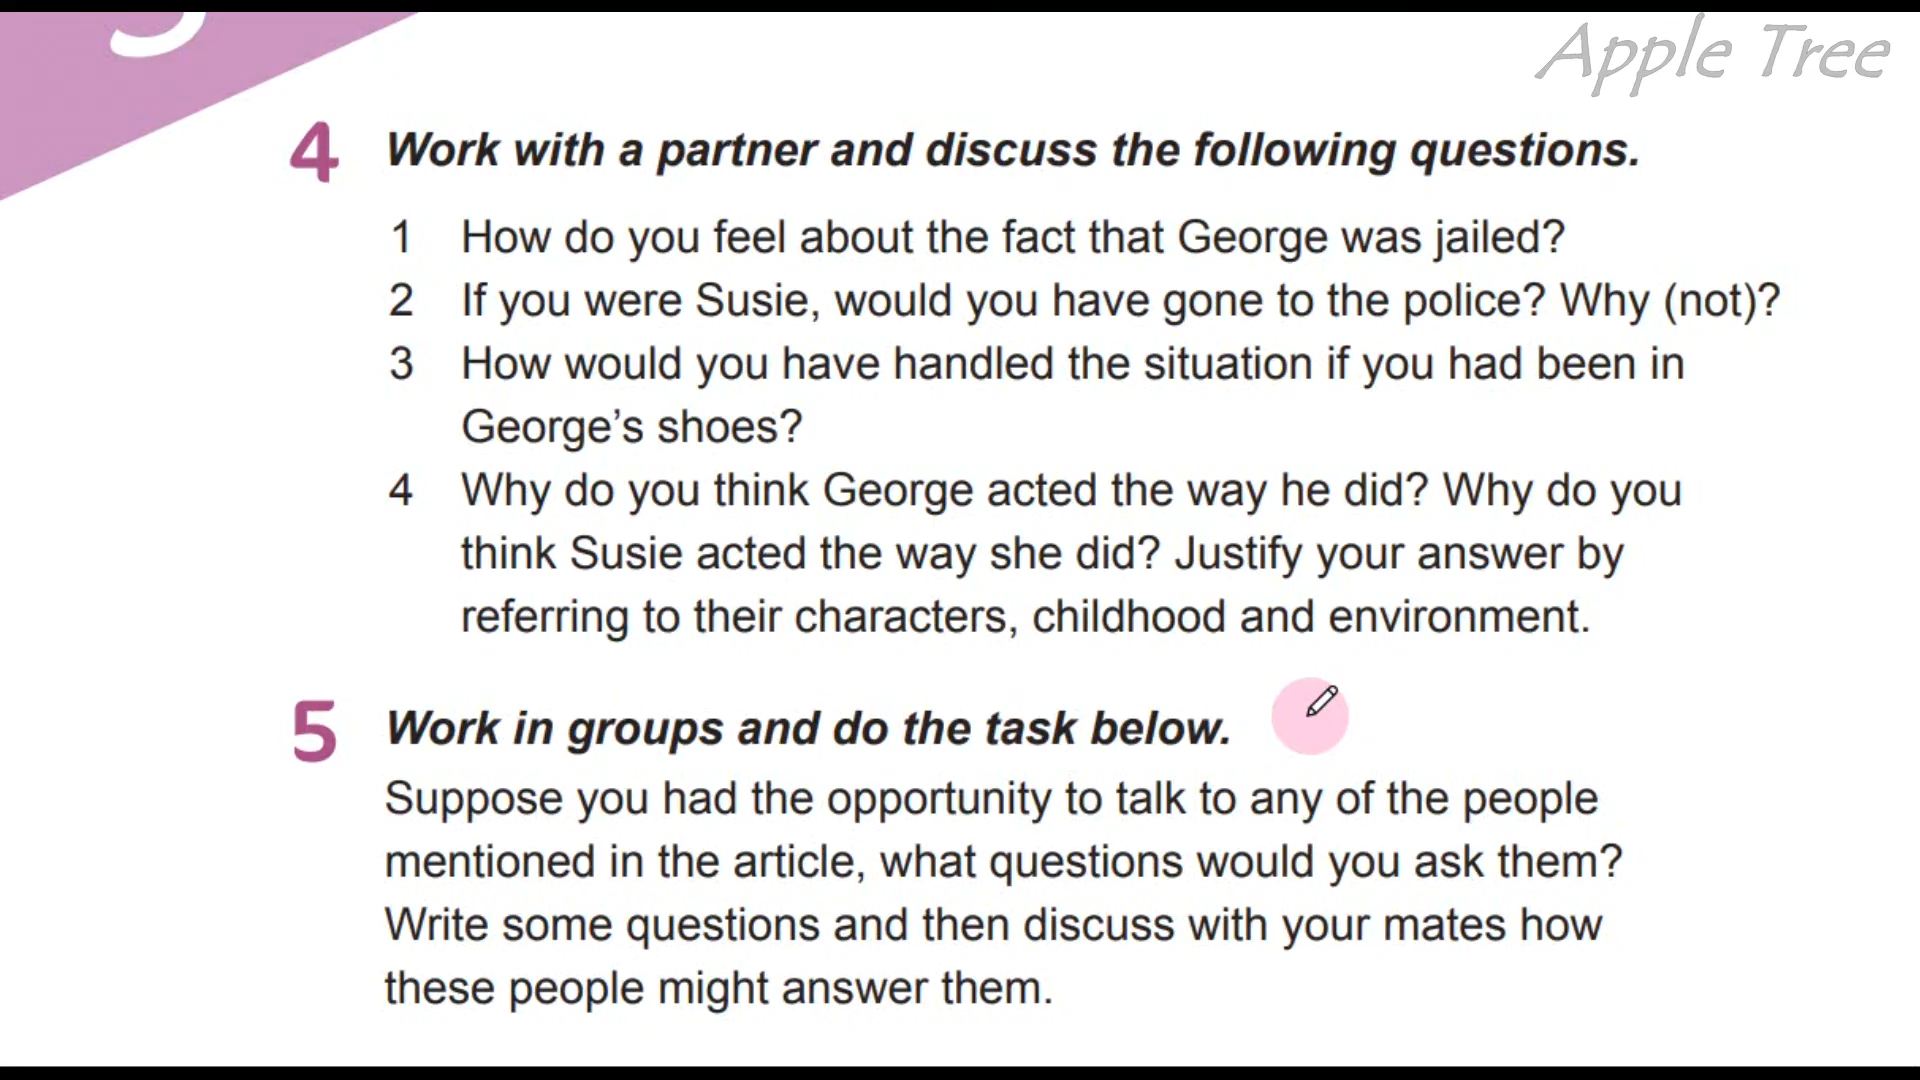 Apple Tree
4 Work with a partner and discuss the following questions.
1 How do you feel about the fact that George was jailed?
2 If you were Susie, would you have gone to the police? Why (not)?
3 How would you have handled the situation if you had been in
George’s shoes?
4 Why do you think George acted the way he did? Why do you
think Susie acted the way she did? Justify your answer by
referring to their characters, childhood and environment.
5 Work in groups and do the task below.
Suppose you had the opportunity to talk to any of the people
mentioned in the article, what questions would you ask them?
Write some questions and then discuss with your mates how
these people might answer them.